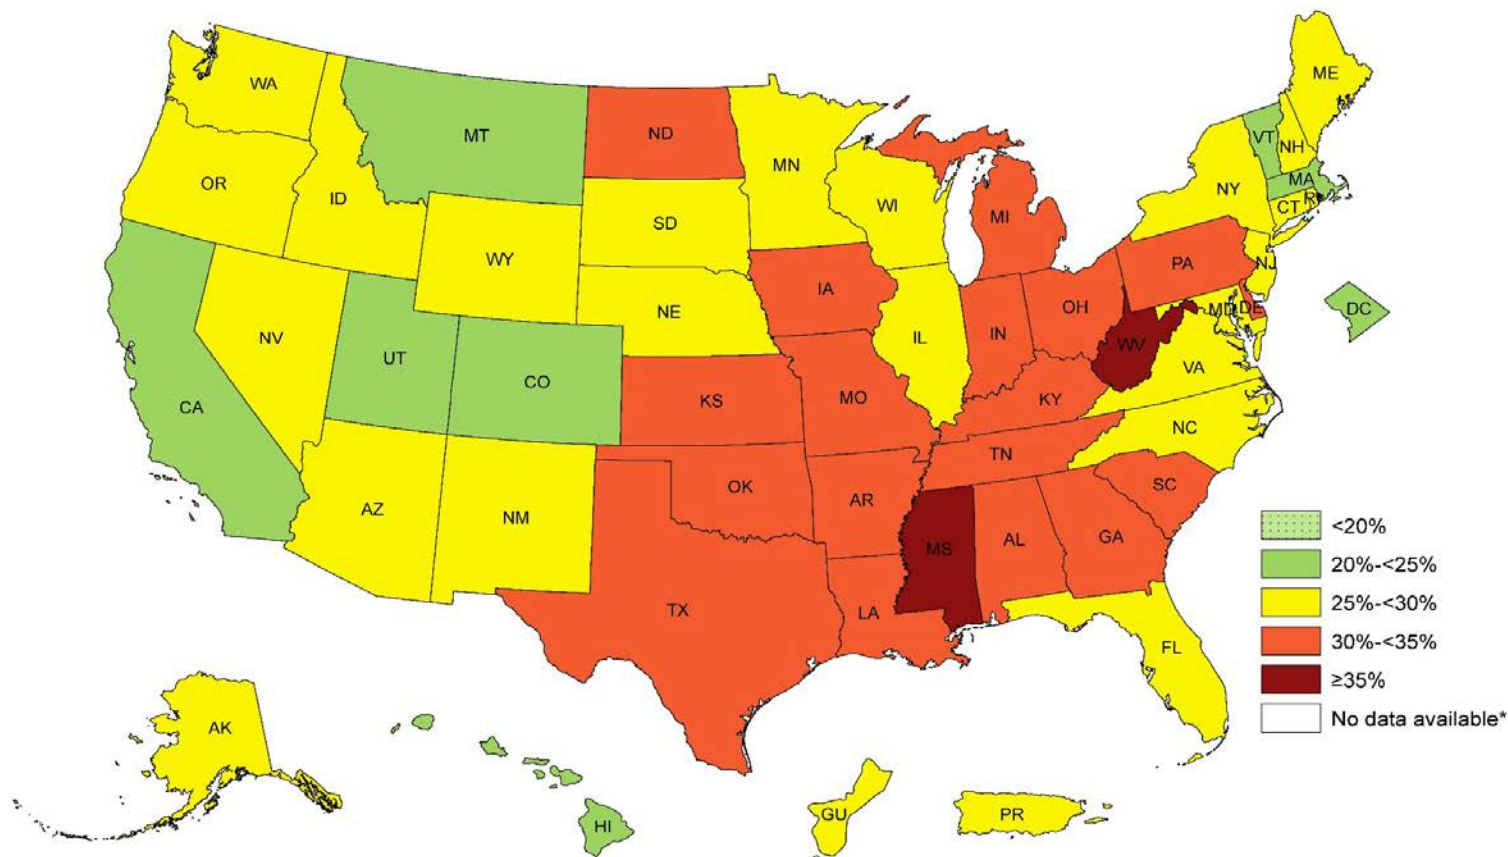 WA
MT
ND
MN
ME
VT
NH
OR
ID
SD
WI
MI
NY
MA
CT
RI
WY
NE
IA
PA
NJ
NV
UT
CO
IL
IN
OH
MD
DE
DC
CA
KS
MO
WV
VA
KY
NC
AZ
NM
OK
AR
TN
SC
MS
AL
GA
TX
LA
FL
AK
HI
GU
PR
<20%
20%-<25%
25%-<30%
30%-<35%
≥35%
No data available*